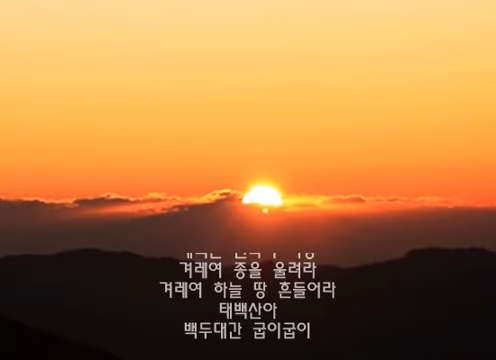 겨레여 종을 울려라
겨레여 하늘 땅 흔들어라
태백산아
백두대간 굽이굽이